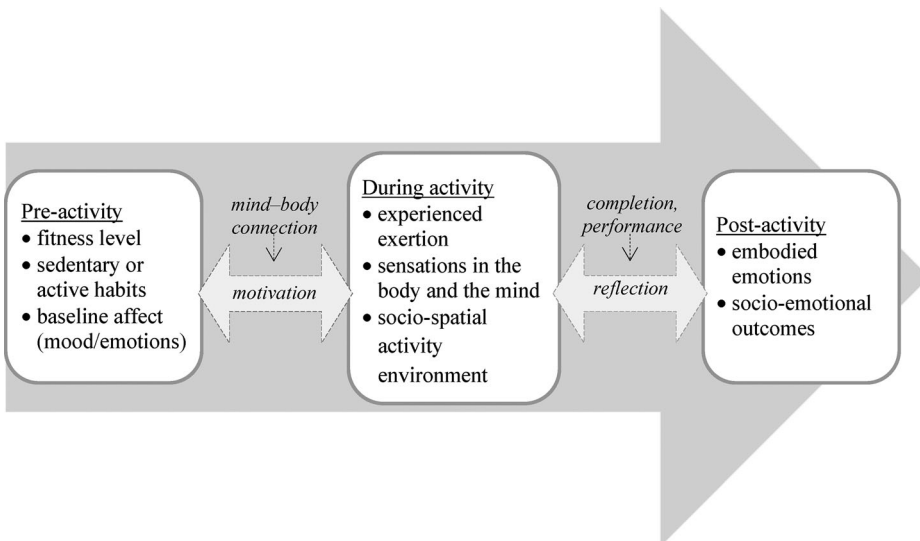 Pre-activity
• fitness level
• sedentary or
active habits
• baseline affect
(mood/emotions)
mind–body
connection
motivation
During activity
• experienced
exertion
• sensations in the
body and the mind
• socio-spatial
activity
environment
completion,
performance
reflection
Post-activity
• embodied
emotions
• socio-emotional
outcomes